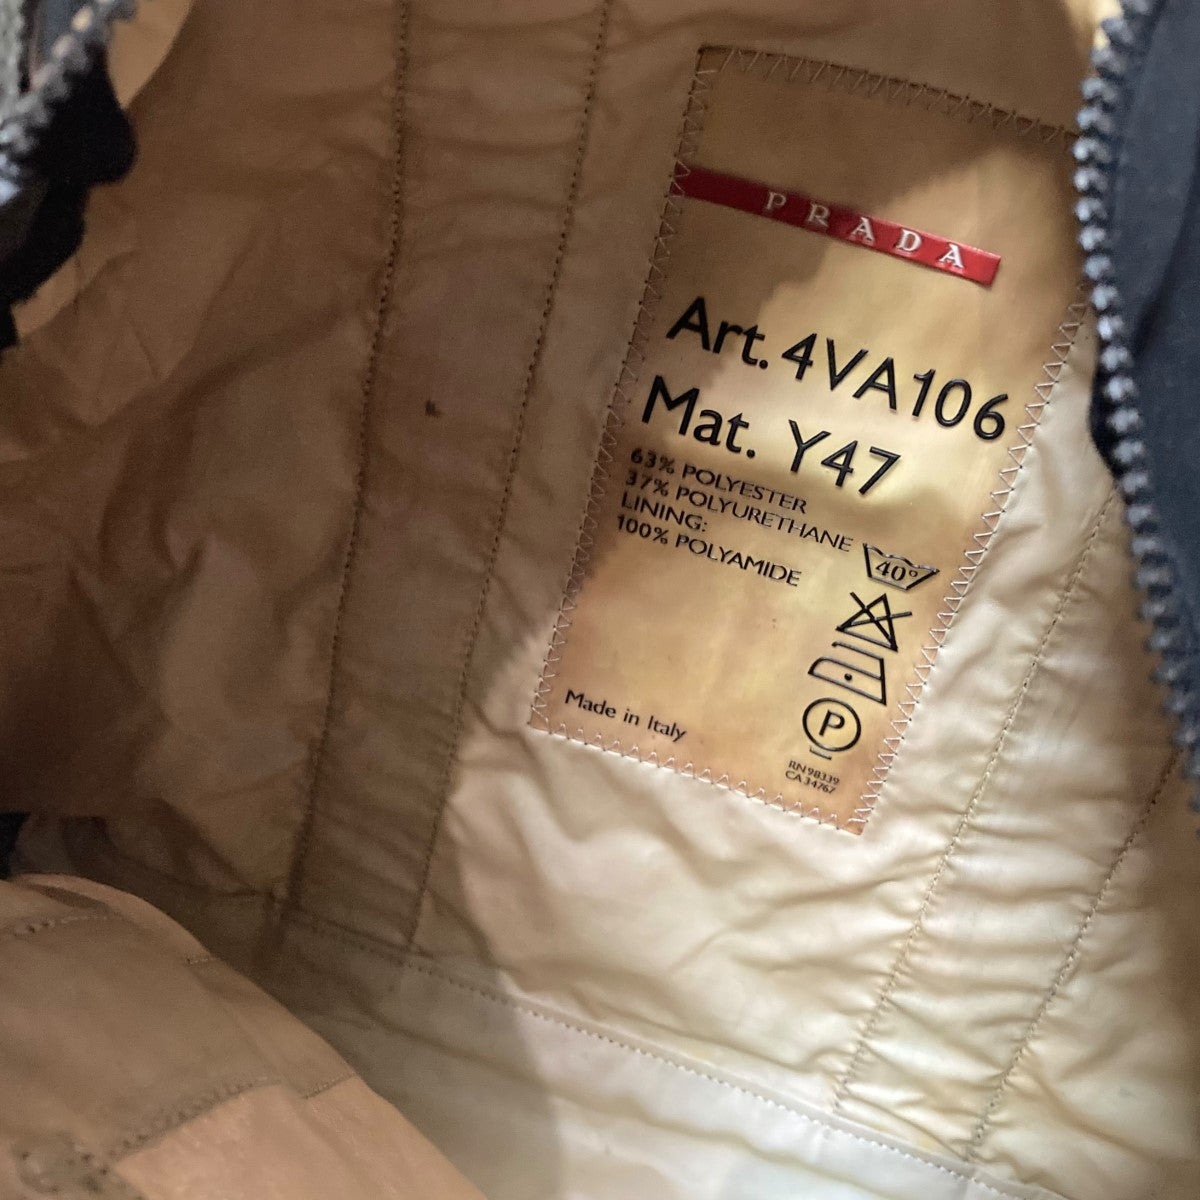 PRADA
Art. 4VA106
Mat. Y47
63% POLYESTER
37% POLYURETHANE
LINING:
100% POLYAMIDE
40°
P
Made in Italy
RN 98339
CA 34767